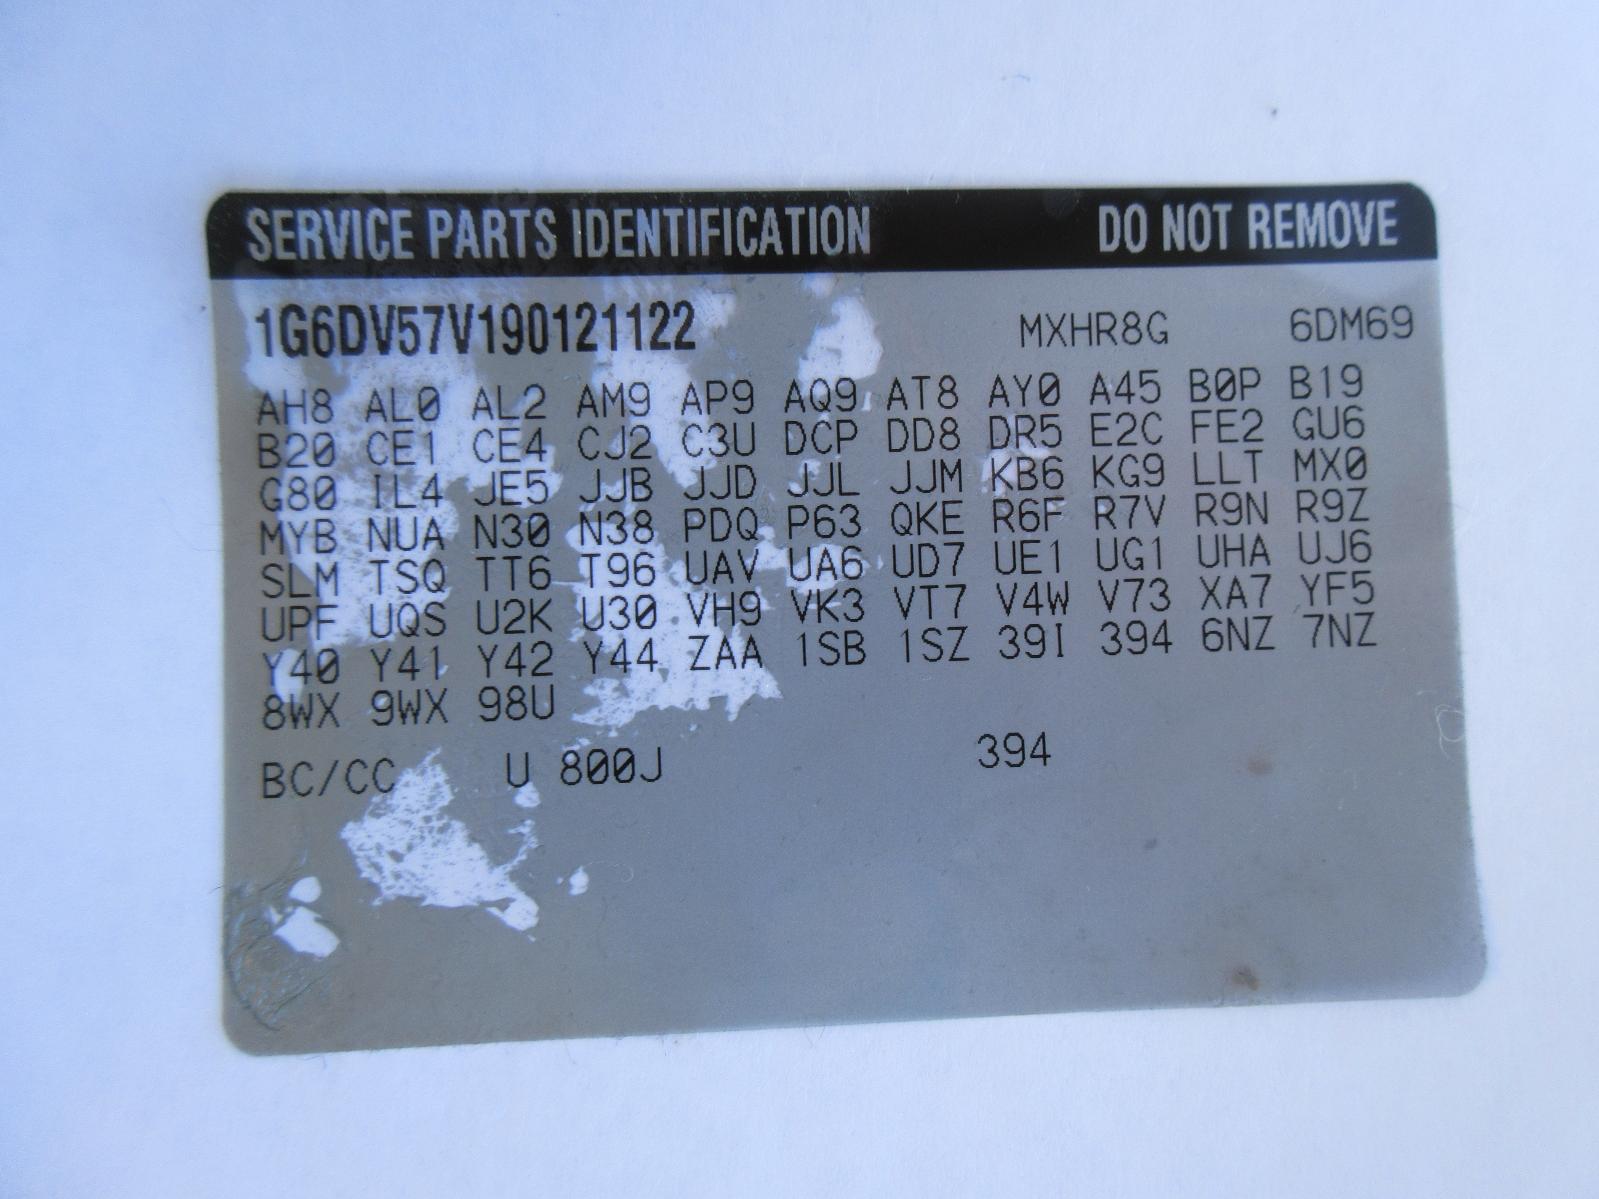 SERVICE PARTS IDENTIFICATION DO NOT REMOVE
1G6DV57V190121122 MXHR8G 6DM69
AH8 AL0 AL2 AM9 AP9 AQ9 AT8 AY0 A45 B0P B19
B20 CE1 CE4 CJ2 C3U DCP DD8 DR5 E2C FE2 GU6
G80 IL4 JE5 JJB JJD JJL JJM KB6 KG9 LLT MX0
MYB NUA N30 N38 PDQ P63 QKE R6F R7V R9N R9Z
SLM TSQ TT6 T96 UAV UA6 UD7 UE1 UG1 UHA UJ6
UPF UQS U2K U30 VH9 VK3 VT7 V4W V73 XA7 YF5
Y40 Y41 Y42 Y44 ZAA 1SB 1SZ 39I 394 6NZ 7NZ
8WX 9WX 98U
BC/CC U 800J 394